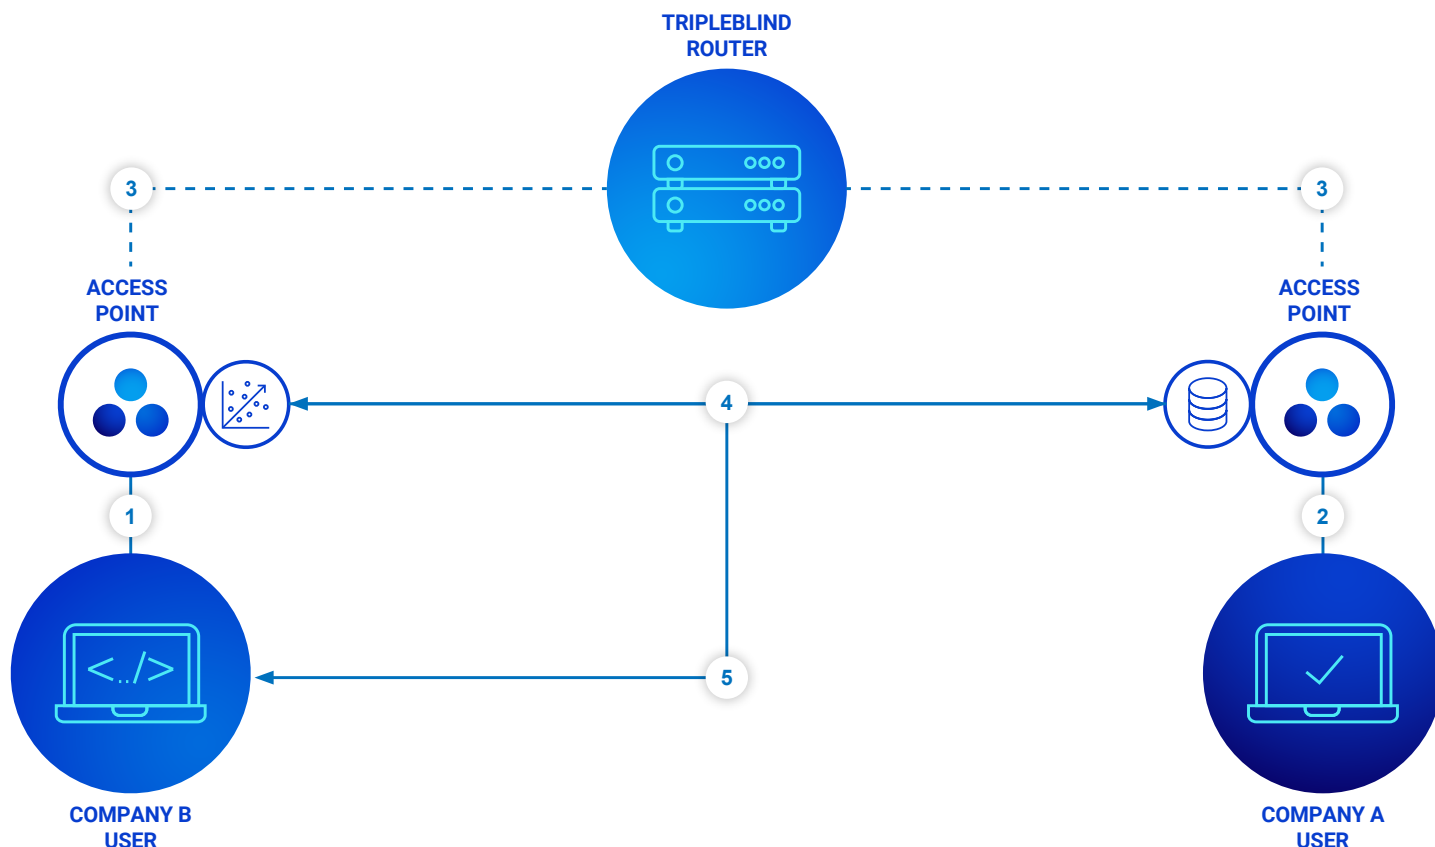 TRIPLEBLIND
ROUTER
3
3
ACCESS
POINT
ACCESS
POINT
4
1
2
<../>
5
COMPANY B
USER
COMPANY A
USER